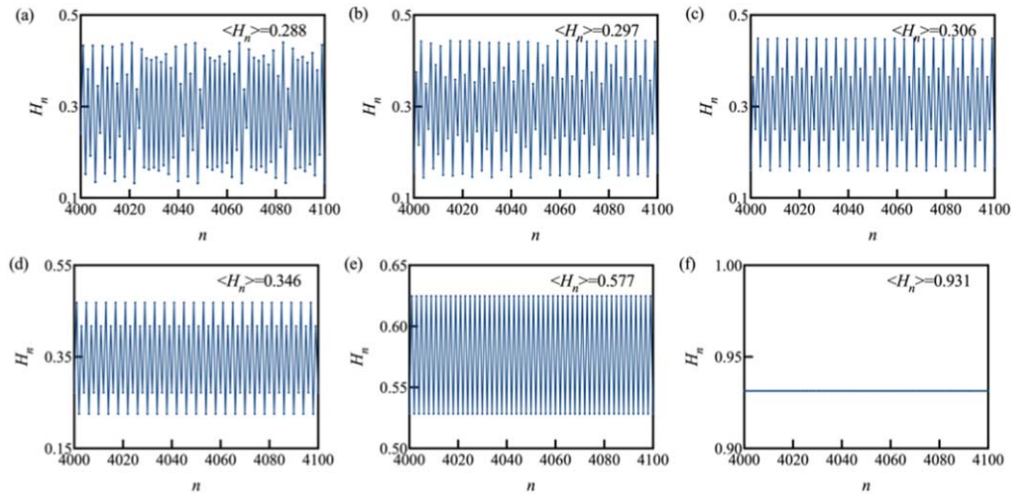 (a) 0.5 <Hn>=0.288
Hn 0.3
0.1
4000 4020 4040 4060 4080 4100
n
(b) 0.5 <Hn>=0.297
Hn 0.3
0.1
4000 4020 4040 4060 4080 4100
n
(c) 0.5 <Hn>=0.306
Hn 0.3
0.1
4000 4020 4040 4060 4080 4100
n
(d) 0.55 <Hn>=0.346
Hn 0.35
0.15
4000 4020 4040 4060 4080 4100
n
(e) 0.65 <Hn>=0.577
0.60
Hn
0.55
0.50
4000 4020 4040 4060 4080 4100
n
(f) 1.00 <Hn>=0.931
Hn 0.95
0.90
4000 4020 4040 4060 4080 4100
n